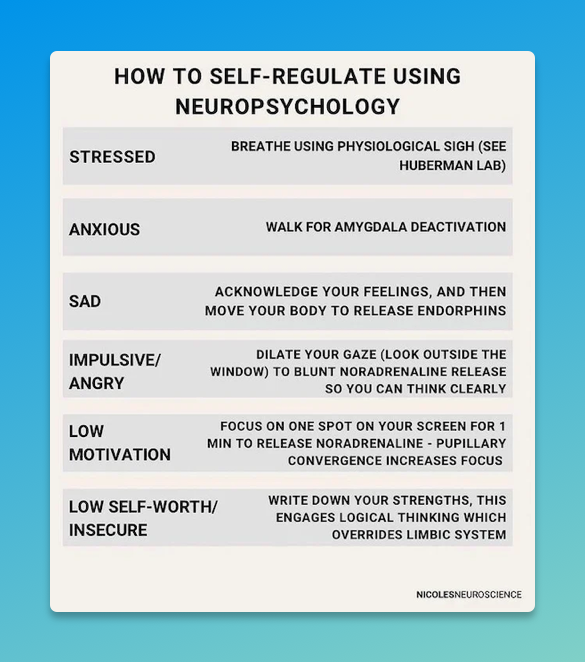 HOW TO SELF-REGULATE USING
NEUROPSYCHOLOGY
STRESSED
BREATHE USING PHYSIOLOGICAL SIGH (SEE
HUBERMAN LAB)
ANXIOUS
WALK FOR AMYGDALA DEACTIVATION
SAD
ACKNOWLEDGE YOUR FEELINGS, AND THEN
MOVE YOUR BODY TO RELEASE ENDORPHINS
IMPULSIVE/
ANGRY
DILATE YOUR GAZE (LOOK OUTSIDE THE
WINDOW) TO BLUNT NORADRENALINE RELEASE
SO YOU CAN THINK CLEARLY
LOW
MOTIVATION
FOCUS ON ONE SPOT ON YOUR SCREEN FOR 1
MIN TO RELEASE NORADRENALINE - PUPILLARY
CONVERGENCE INCREASES FOCUS
LOW SELF-WORTH/
INSECURE
WRITE DOWN YOUR STRENGTHS, THIS
ENGAGES LOGICAL THINKING WHICH
OVERRIDES LIMBIC SYSTEM
NICOLESNEUROSCIENCE